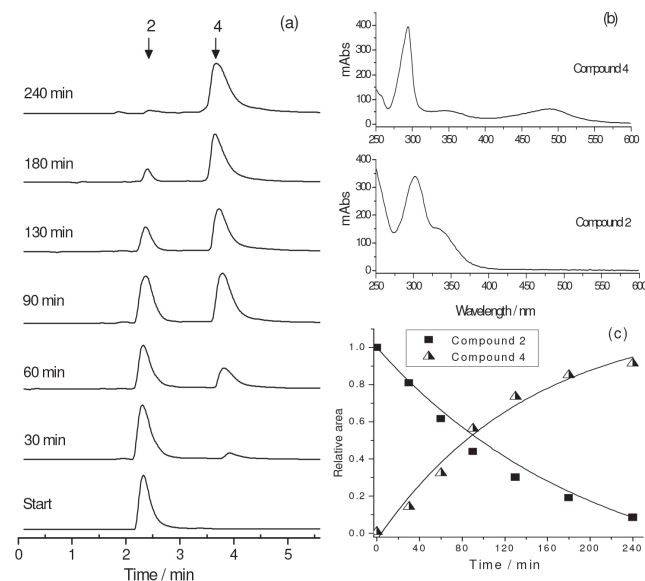 2 4 (a)
240 min
180 min
130 min
90 min
60 min
30 min
Start
0 1 2 3 4 5
Time / min
(b)
mAbs
400
300
200
100
0
Compound 4
250 300 350 400 450 500 550 600
mAbs
400
300
200
100
0
Compound 2
250 300 350 400 450 500 550 600
Wavelength / nm
(c)
Compound 2
Compound 4
Relative area
1.0
0.8
0.6
0.4
0.2
0.0
0 40 80 120 160 200 240
Time / min